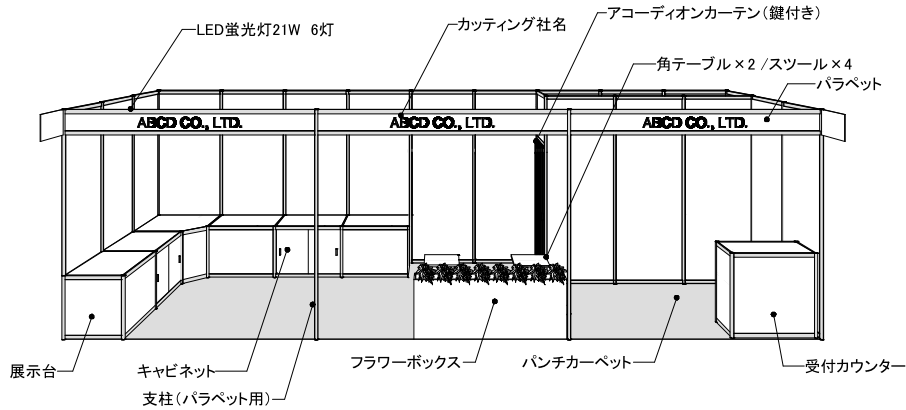 アコーディオンカーテン(鍵付き)
カッティング社名
LED蛍光灯21W 6灯
角テーブル×2 /スツール×4
パラペット
ABCD CO., LTD.
ABCD CO., LTD.
ABCD CO., LTD.
展示台
キャビネット
フラワーボックス
パンチカーペット
受付カウンター
支柱(パラペット用)